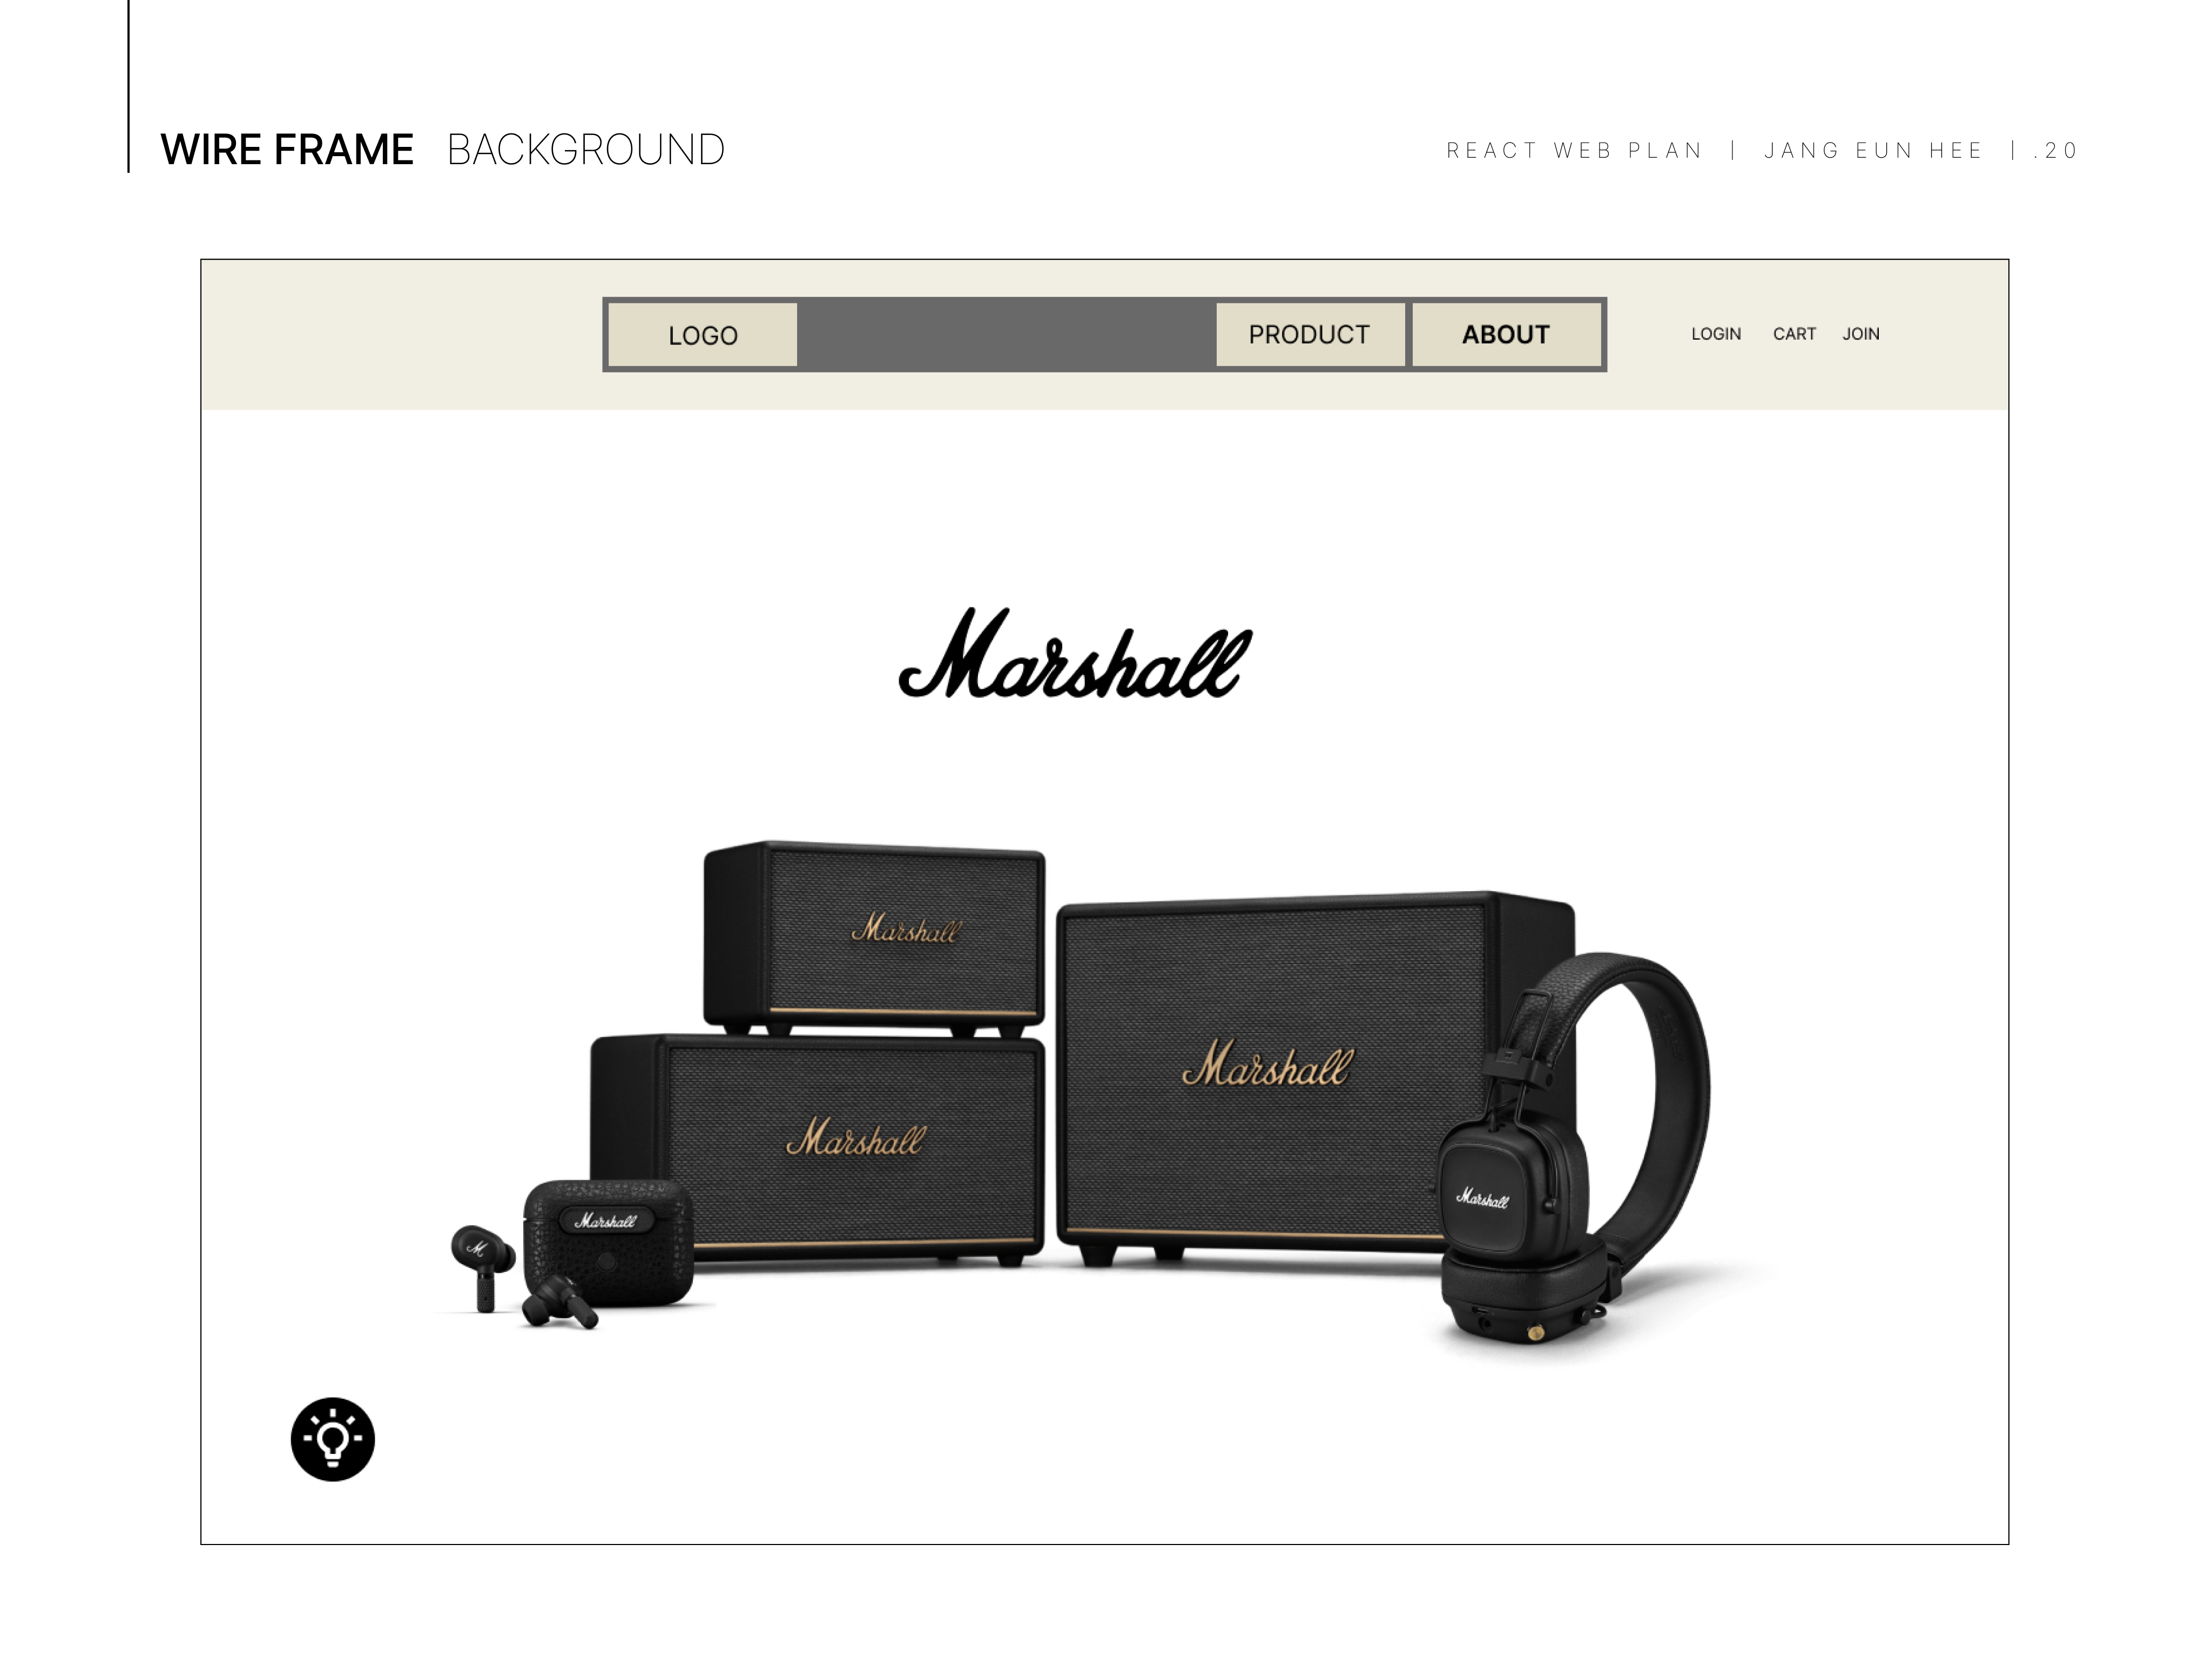 WIRE FRAME BACKGROUND
REACT WEB PLAN | JANG EUN HEE | .20
LOGO PRODUCT ABOUT LOGIN CART JOIN
Marshall
Marshall
Marshall
Marshall
Marshall
Marshall
M